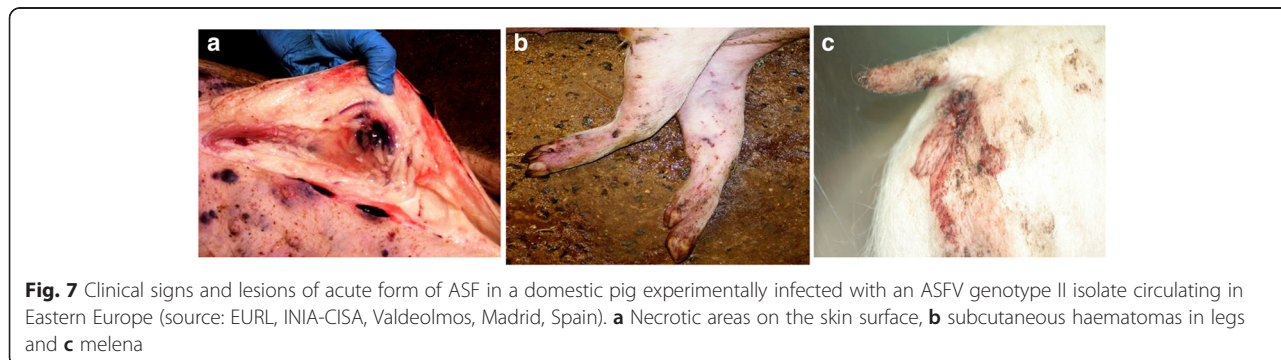 a
b
c
Fig. 7 Clinical signs and lesions of acute form of ASF in a domestic pig experimentally infected with an ASFV genotype II isolate circulating in
Eastern Europe (source: EURL, INIA-CISA, Valdeolmos, Madrid, Spain). a Necrotic areas on the skin surface, b subcutaneous haematomas in legs
and c melena